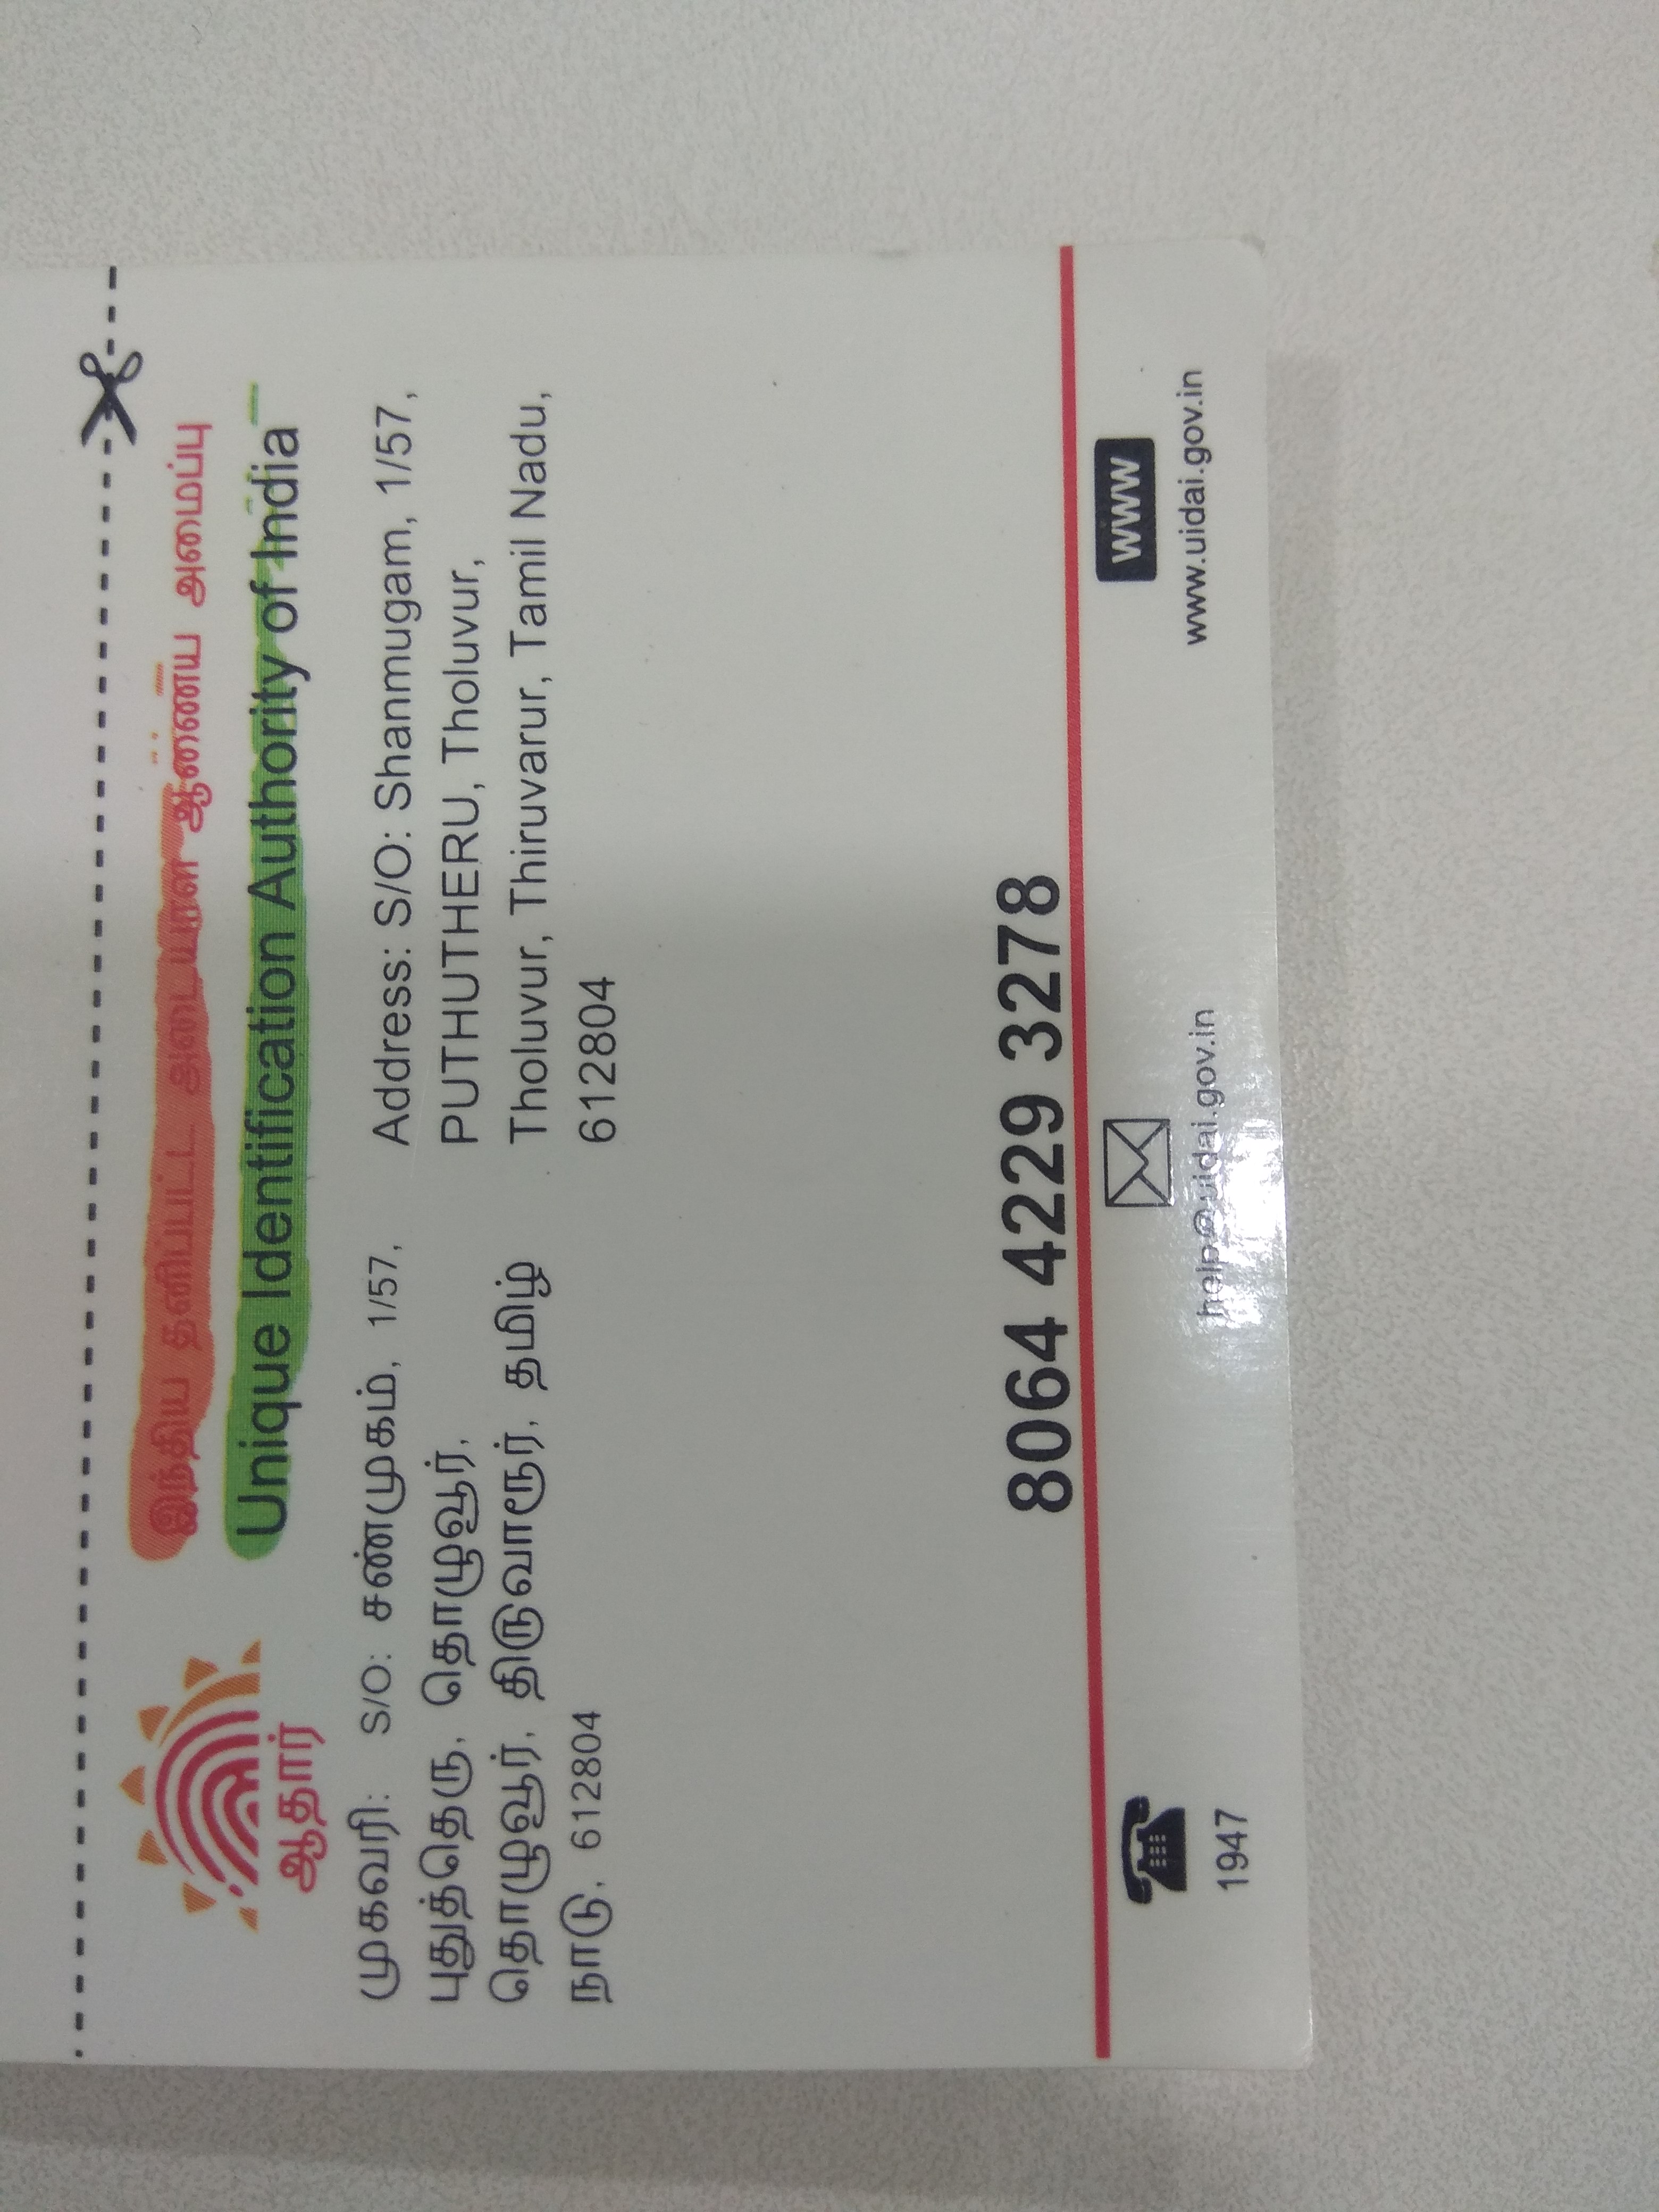 இந்திய தனிப்பட்ட அடையாள ஆணைய அமைப்பு
Unique Identification Authority of India
ஆதார்
முகவரி: S/O: சண்முகம், 1/57,
புதுத்தெரு, தொழுவூர்,
தொழுவூர், திருவாரூர், தமிழ்
நாடு, 612804
Address: S/O: Shanmugam, 1/57,
PUTHUTHERU, Tholuvur,
Tholuvur, Thiruvarur, Tamil Nadu,
612804
8064 4229 3278
1947
help@uidai.gov.in
WWW
www.uidai.gov.in